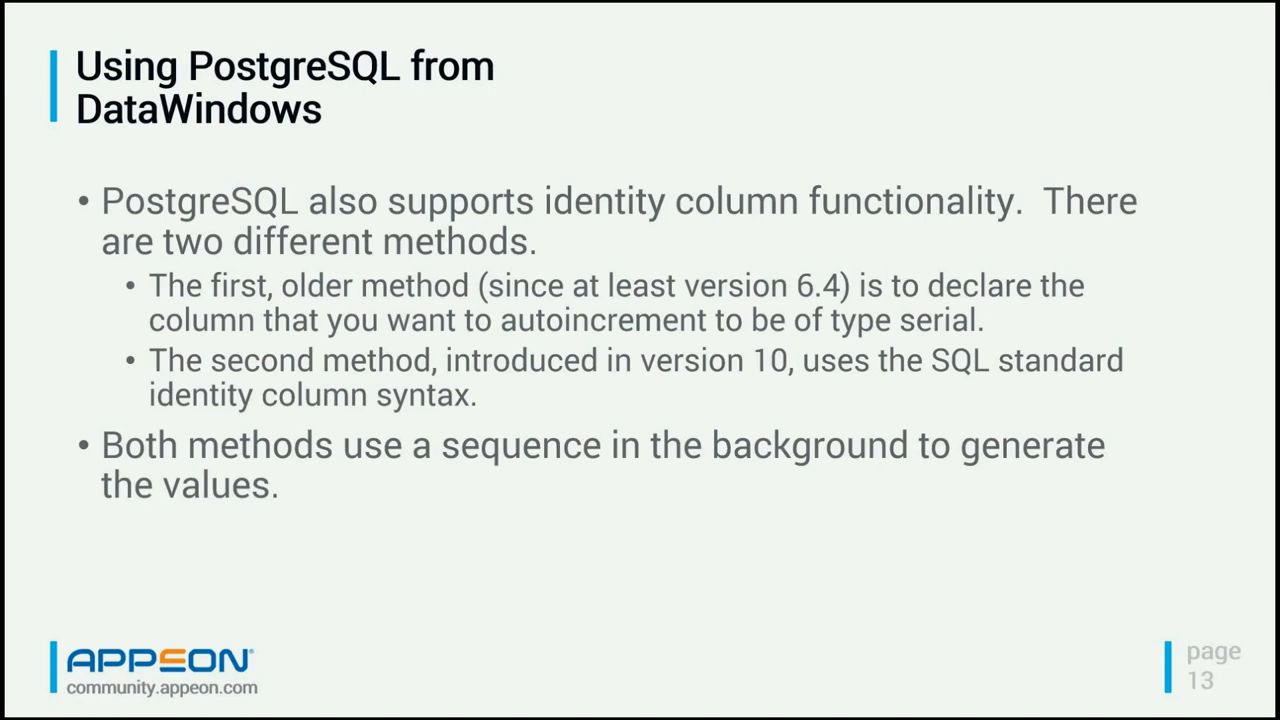 Using PostgreSQL from
DataWindows
• PostgreSQL also supports identity column functionality.  There
are two different methods.
• The first, older method (since at least version 6.4) is to declare the
column that you want to autoincrement to be of type serial.
• The second method, introduced in version 10, uses the SQL standard
identity column syntax.
• Both methods use a sequence in the background to generate
the values.
APPEON®
community.appeon.com
page
13